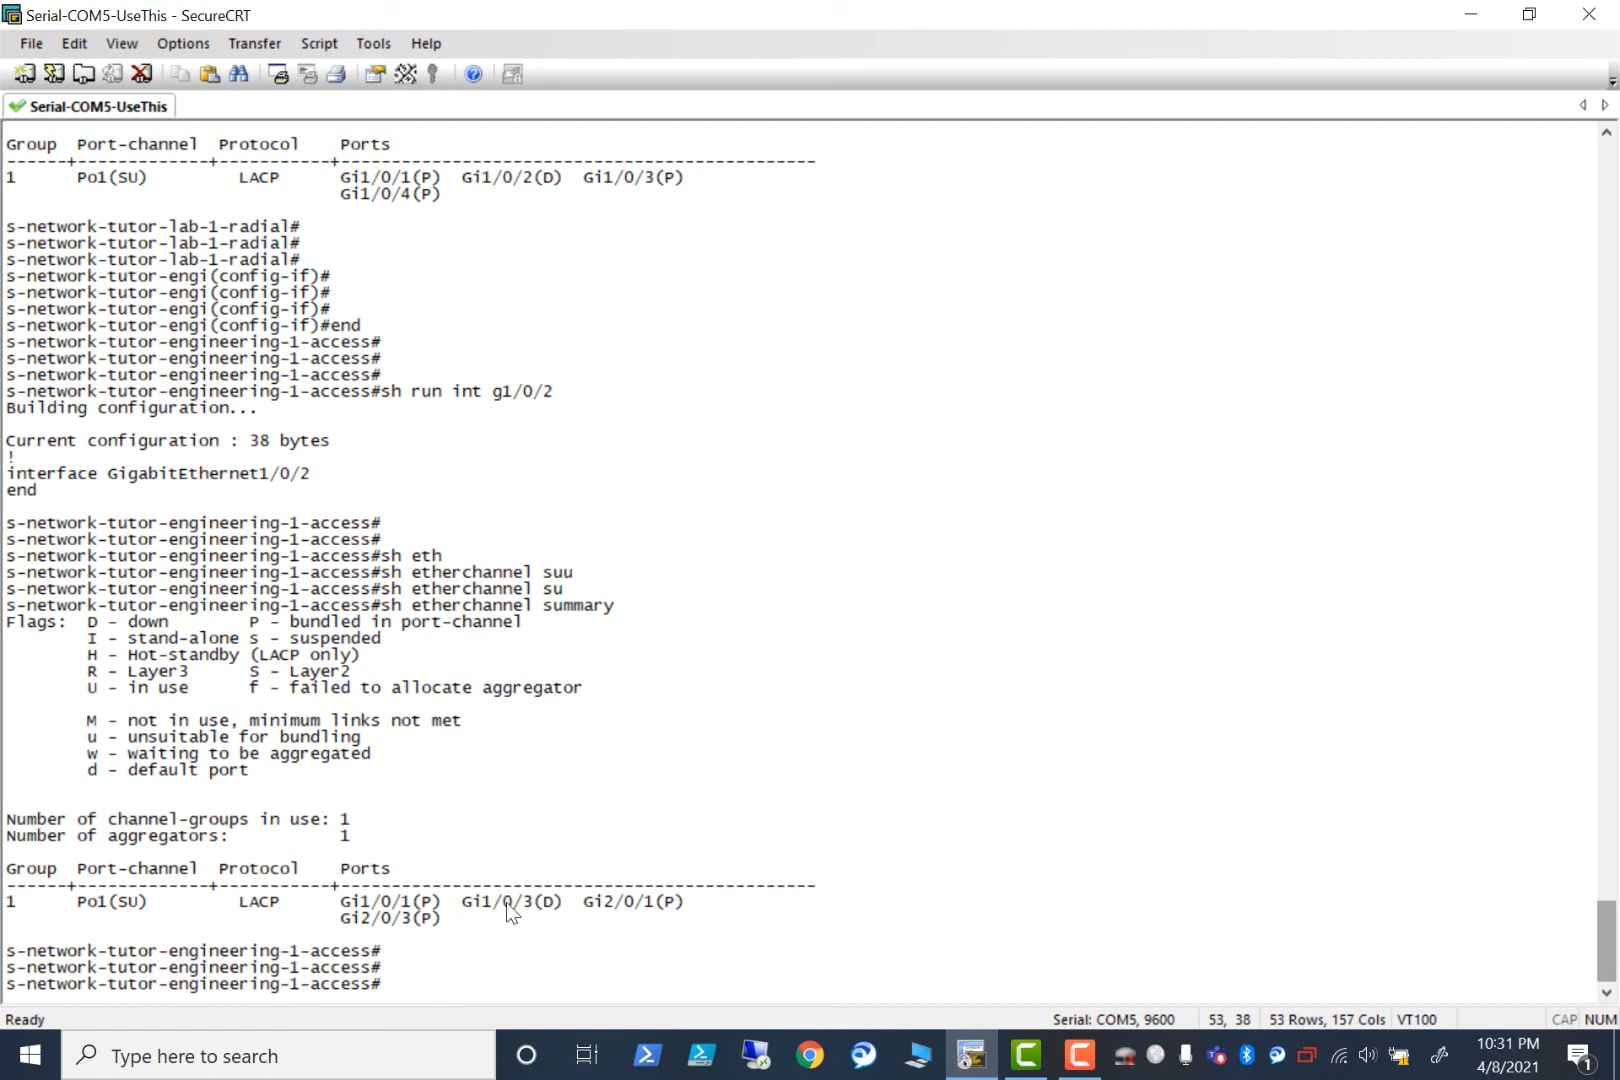 Serial-COM5-UseThis - SecureCRT
File Edit View Options Transfer Script Tools Help
Serial-COM5-UseThis
Group  Port-channel  Protocol    Ports
------+-------------+-----------+-----------------------------------------------
1      Po1(SU)         LACP      Gi1/0/1(P)  Gi1/0/2(D)  Gi1/0/3(P)
                                 Gi1/0/4(P)
s-network-tutor-lab-1-radial#
s-network-tutor-lab-1-radial#
s-network-tutor-lab-1-radial#
s-network-tutor-engi(config-if)#
s-network-tutor-engi(config-if)#
s-network-tutor-engi(config-if)#
s-network-tutor-engi(config-if)#end
s-network-tutor-engineering-1-access#
s-network-tutor-engineering-1-access#
s-network-tutor-engineering-1-access#
s-network-tutor-engineering-1-access#sh run int g1/0/2
Building configuration...
Current configuration : 38 bytes
!
interface GigabitEthernet1/0/2
end
s-network-tutor-engineering-1-access#
s-network-tutor-engineering-1-access#
s-network-tutor-engineering-1-access#sh eth
s-network-tutor-engineering-1-access#sh etherchannel suu
s-network-tutor-engineering-1-access#sh etherchannel su
s-network-tutor-engineering-1-access#sh etherchannel summary
Flags:  D - down        P - bundled in port-channel
        I - stand-alone s - suspended
        H - Hot-standby (LACP only)
        R - Layer3      S - Layer2
        U - in use      f - failed to allocate aggregator
        M - not in use, minimum links not met
        u - unsuitable for bundling
        w - waiting to be aggregated
        d - default port
Number of channel-groups in use: 1
Number of aggregators:           1
Group  Port-channel  Protocol    Ports
------+-------------+-----------+-----------------------------------------------
1      Po1(SU)         LACP      Gi1/0/1(P)  Gi1/0/3(D)  Gi2/0/1(P)
                                 Gi2/0/3(P)
s-network-tutor-engineering-1-access#
s-network-tutor-engineering-1-access#
s-network-tutor-engineering-1-access#
Ready Serial: COM5, 9600 53, 38 53 Rows, 157 Cols VT100 CAP NUM
Type here to search
10:31 PM
4/8/2021
1